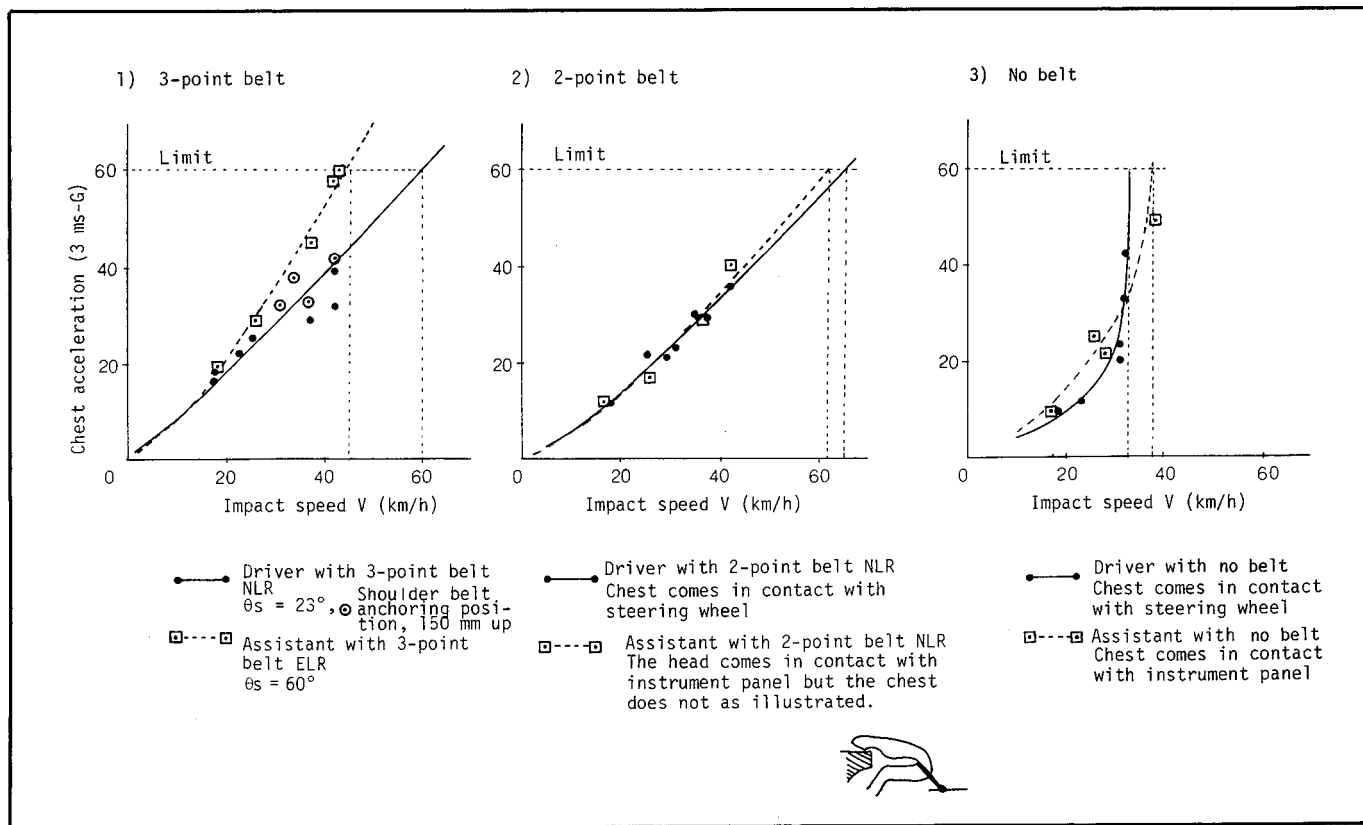 1) 3-point belt
2) 2-point belt
3) No belt
Chest acceleration (3 ms-G)
Limit
60
40
20
0
20
40
60
Impact speed V (km/h)
Limit
60
40
20
0
20
40
60
Impact speed V (km/h)
Limit
60
40
20
0
20
40
60
Impact speed V (km/h)
Driver with 3-point belt
NLR
θs = 23°,
Shoulder belt
anchoring posi-
tion, 150 mm up
Assistant with 3-point
belt ELR
θs = 60°
Driver with 2-point belt NLR
Chest comes in contact with
steering wheel
Assistant with 2-point belt NLR
The head comes in contact with
instrument panel but the chest
does not as illustrated.
Driver with no belt
Chest comes in contact
with steering wheel
Assistant with no belt
Chest comes in contact
with instrument panel